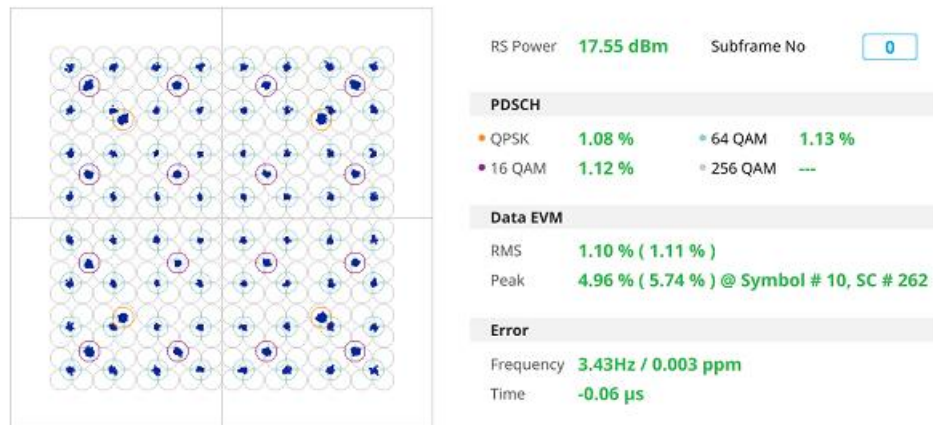 RS Power 17.55 dBm Subframe No 0
PDSCH
QPSK 1.08 % 64 QAM 1.13 %
16 QAM 1.12 % 256 QAM ---
Data EVM
RMS 1.10 % ( 1.11 % )
Peak 4.96 % ( 5.74 % ) @ Symbol # 10, SC # 262
Error
Frequency 3.43Hz / 0.003 ppm
Time -0.06 µs